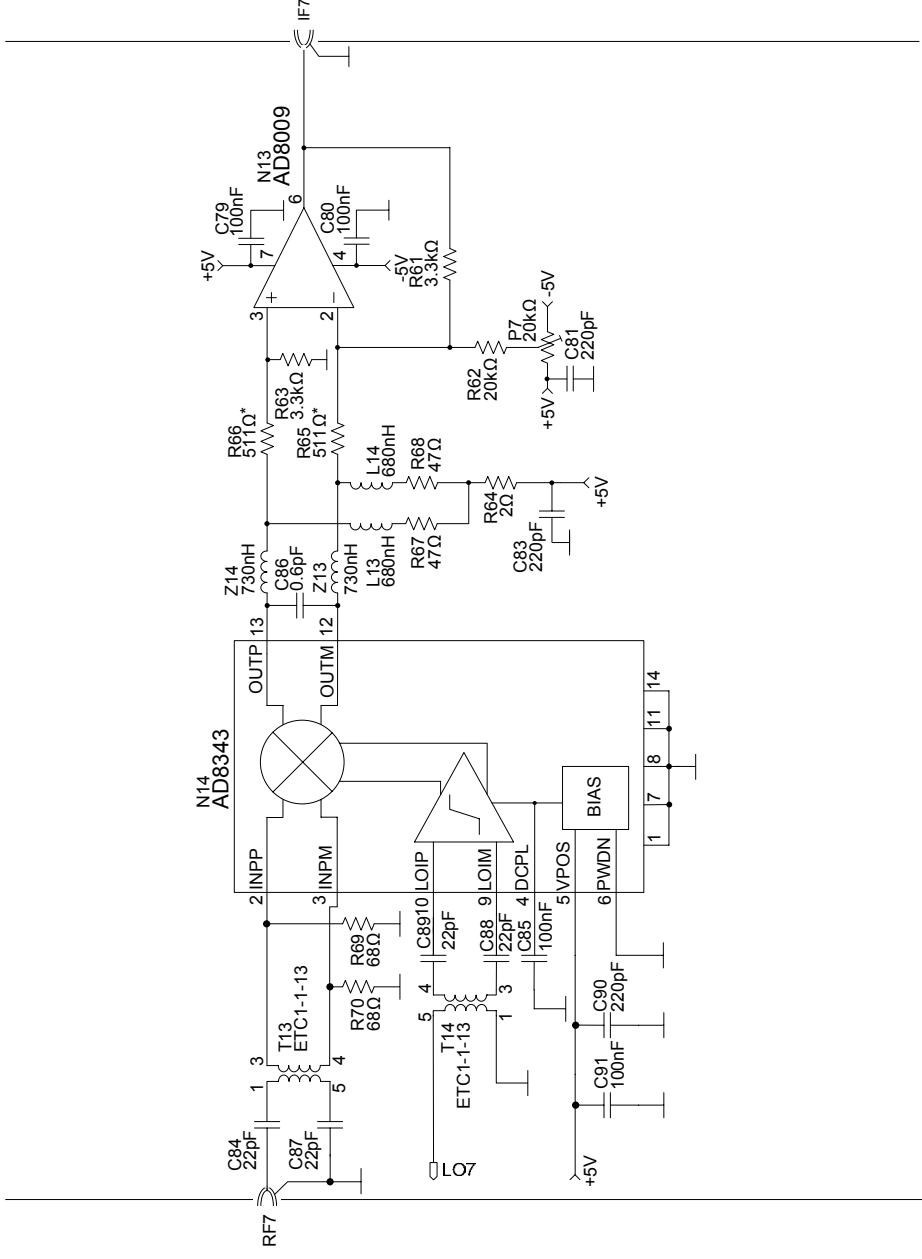 IF7
N13
AD8009
C79
100nF
+5V
7
6
3
+
2
−
4
C80
100nF
-5V
R61
3.3kΩ
R63
3.3kΩ
R66
511Ω*
R65
511Ω*
P7
20kΩ
-5V
+5V
R62
20kΩ
C81
220pF
L14
680nH
R68
47Ω
R64
2Ω
+5V
C83
220pF
L13
680nH
R67
47Ω
Z14
730nH
C86
0.6pF
Z13
730nH
N14
AD8343
OUTP 13
OUTM 12
2 INPP
3 INPM
10 LOIP
9 LOIM
4 DCPL
5 VPOS
6 PWDN
BIAS
1
7
8
11
14
R69
68Ω
R70
68Ω
C89
22pF
C88
22pF
C85
100nF
T13
ETC1-1-13
1
3
5
4
T14
ETC1-1-13
5
4
1
3
C90
220pF
C91
100nF
+5V
C84
22pF
C87
22pF
RF7
LO7